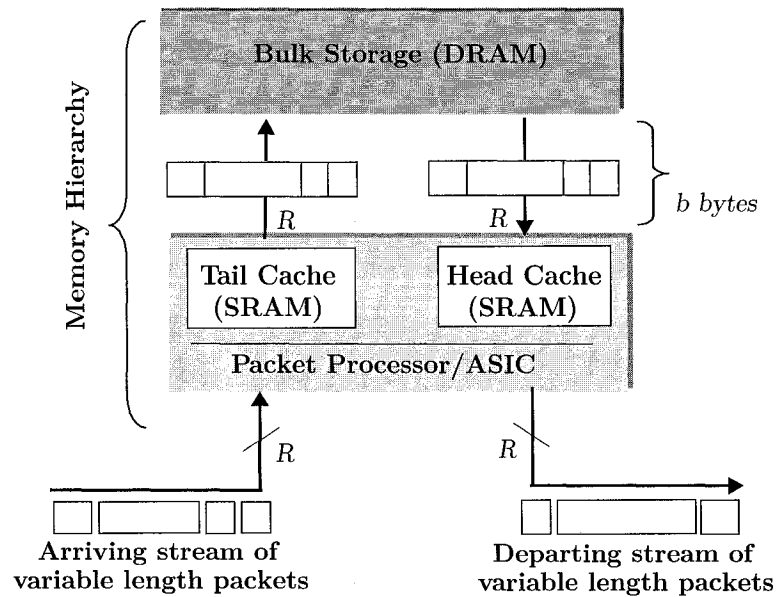 Bulk Storage (DRAM)
Memory Hierarchy
R
R
b bytes
Tail Cache
(SRAM)
Head Cache
(SRAM)
Packet Processor/ASIC
R
R
Arriving stream of
variable length packets
Departing stream of
variable length packets